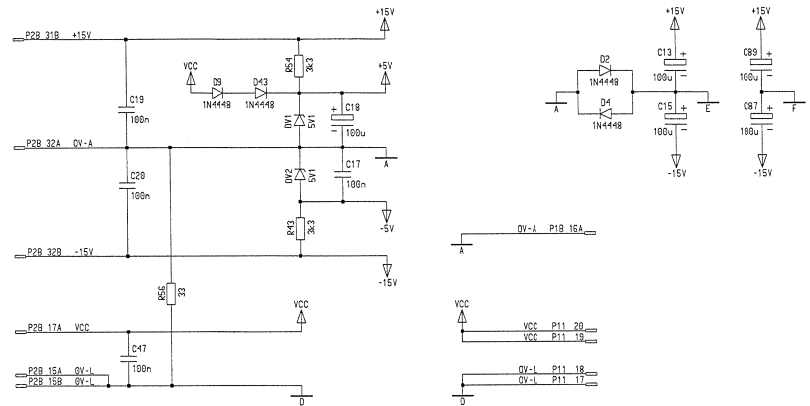 +15V
+15V
+15V
P2B 31B +15V
R54
3k3
VCC
D9
1N4448
D43
1N4448
+5V
C13
+
100u
-
C89
+
100u
-
D2
1N4448
D4
1N4448
A
E
F
C19
100n
DV1
5V1
+
C18
100u
-
C15
+
100u
-
C87
+
100u
-
P2B 32A 0V-A
A
C20
100n
DV2
5V1
C17
100n
-15V
-15V
R43
3k3
-5V
0V-A P1B 16A
A
P2B 32B -15V
-15V
R56
33
VCC
VCC
P2B 17A VCC
VCC P11 20
VCC P11 19
C47
100n
P2B 15A 0V-L
P2B 15B 0V-L
D
0V-L P11 18
0V-L P11 17
D